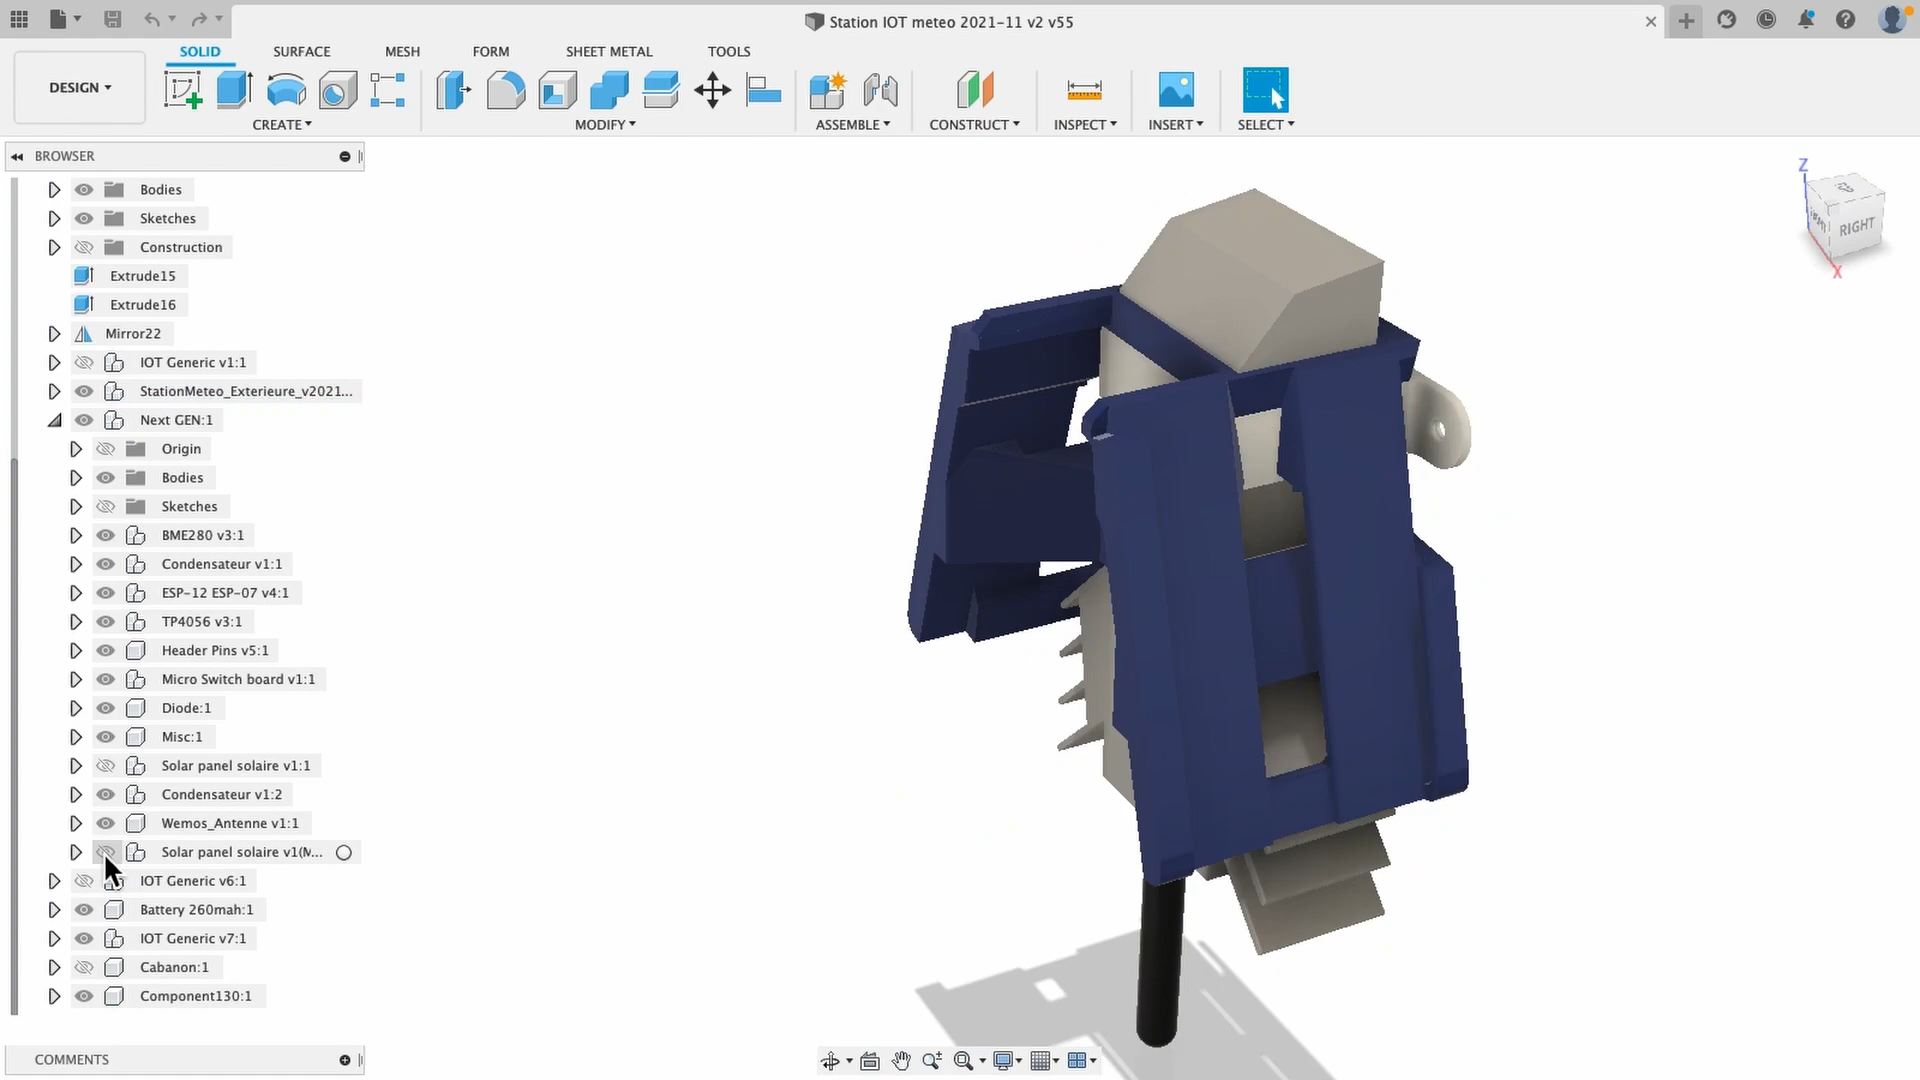 Station IOT meteo 2021-11 v2 v55
SOLID
SURFACE
MESH
FORM
SHEET METAL
TOOLS
DESIGN
CREATE
MODIFY
ASSEMBLE
CONSTRUCT
INSPECT
INSERT
SELECT
BROWSER
Bodies
Sketches
Construction
Extrude15
Extrude16
Mirror22
IOT Generic v1:1
StationMeteo_Exterieure_v2021...
Next GEN:1
Origin
Bodies
Sketches
BME280 v3:1
Condensateur v1:1
ESP-12 ESP-07 v4:1
TP4056 v3:1
Header Pins v5:1
Micro Switch board v1:1
Diode:1
Misc:1
Solar panel solaire v1:1
Condensateur v1:2
Wemos_Antenne v1:1
Solar panel solaire v1(M...
IOT Generic v6:1
Battery 260mah:1
IOT Generic v7:1
Cabanon:1
Component130:1
COMMENTS
Z
RIGHT
X